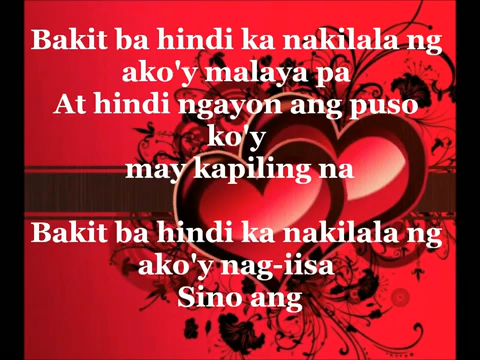 Bakit ba hindi ka nakilala ng
ako'y malaya pa
At hindi ngayon ang puso
ko'y
may kapiling na
Bakit ba hindi ka nakilala ng
ako'y nag-iisa
Sino ang